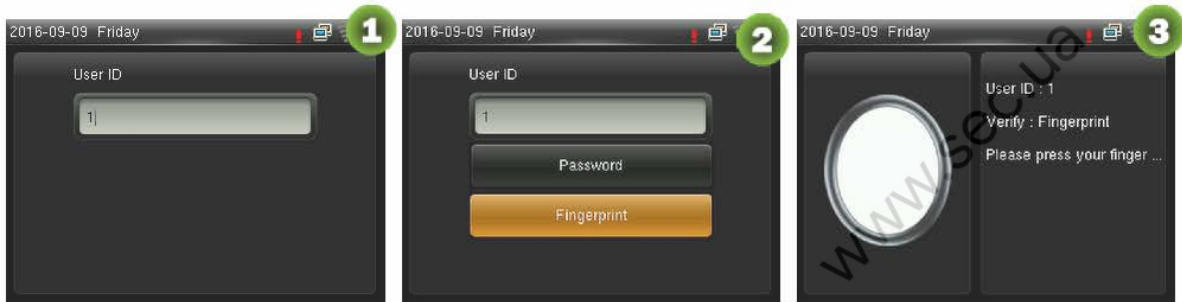 2016-09-09 Friday
1
User ID
1
2016-09-09 Friday
2
User ID
1
Password
Fingerprint
2016-09-09 Friday
3
User ID : 1
Verify : Fingerprint
Please press your finger ...
www.sec.ua